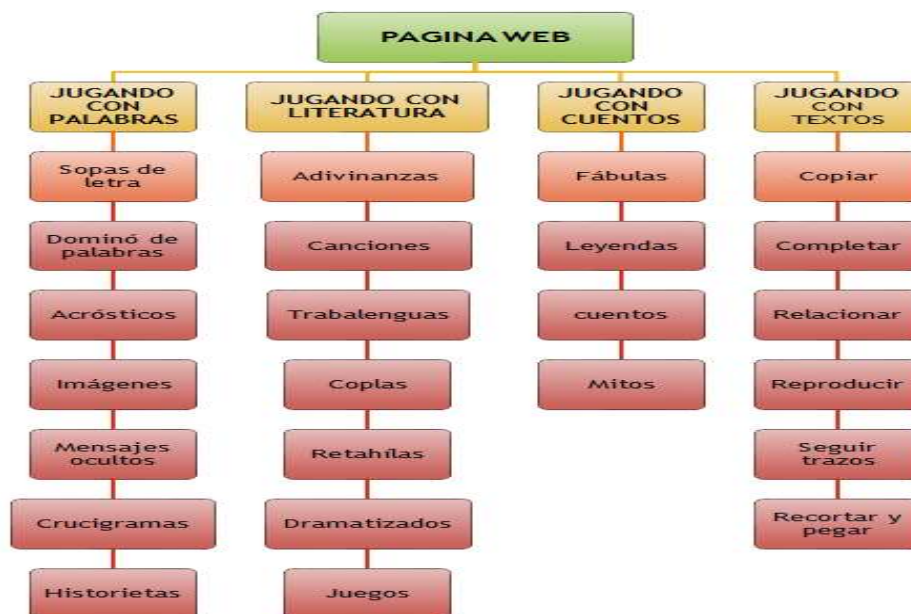 PAGINA WEB
JUGANDO
CON
PALABRAS
Sopas de
letra
Dominó de
palabras
Acrósticos
Imágenes
Mensajes
ocultos
Crucigramas
Historietas
JUGANDO CON
LITERATURA
Adivinanzas
Canciones
Trabalenguas
Coplas
Retahílas
Dramatizados
Juegos
JUGANDO
CON
CUENTOS
Fábulas
Leyendas
cuentos
Mitos
JUGANDO
CON
TEXTOS
Copiar
Completar
Relacionar
Reproducir
Seguir
trazos
Recortar y
pegar